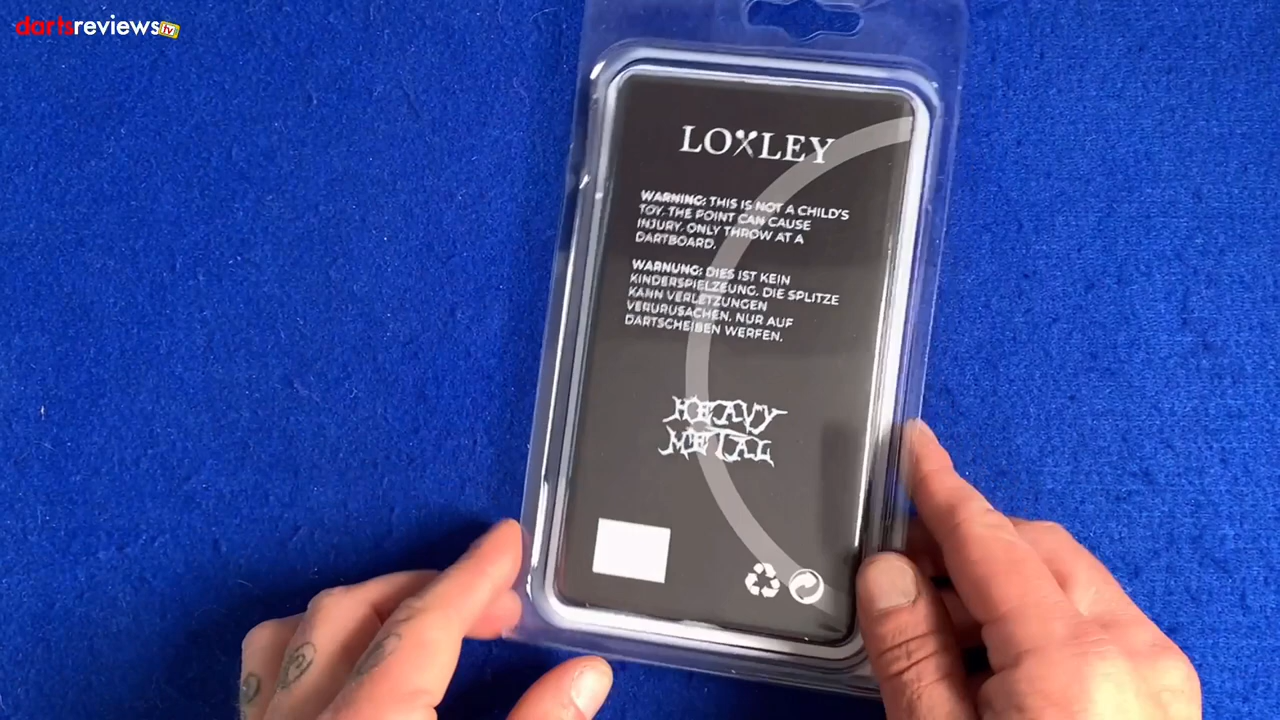 dartsreviews tv
LOXLEY
WARNING: THIS IS NOT A CHILD'S
TOY. THE POINT CAN CAUSE
INJURY. ONLY THROW AT A
DARTBOARD.
WARNUNG: DIES IST KEIN
KINDERSPIELZEUNG. DIE SPLITZE
KANN VERLETZUNGEN
VERURUSACHEN. NUR AUF
DARTSCHEIBEN WERFEN.
HEAVY
METAL